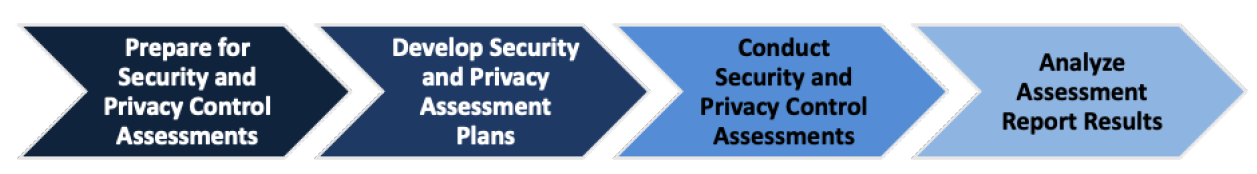 Prepare for
Security and
Privacy Control
Assessments
Develop Security
and Privacy
Assessment
Plans
Conduct
Security and
Privacy Control
Assessments
Analyze
Assessment
Report Results